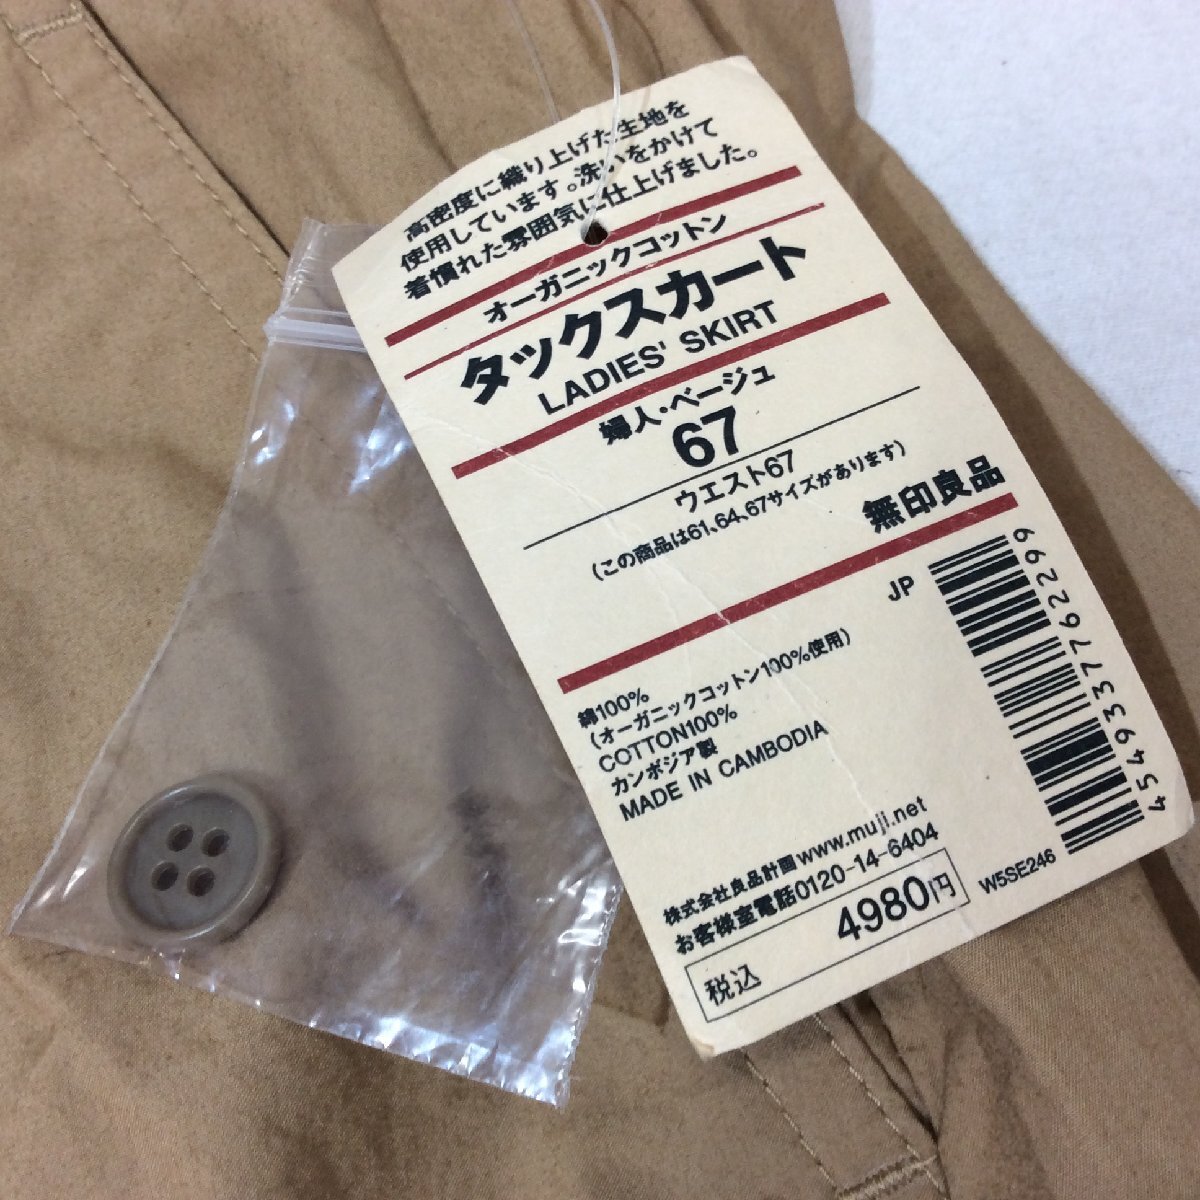 高密度に織り上げた生地を
使用しています。洗いをかけて
着慣れた雰囲気に仕上げました。
オーガニックコットン
タックスカート
LADIES' SKIRT
婦人・ベージュ
67
ウエスト67
(この商品は61、64、67サイズがあります)
無印良品
JP
4549337762299
綿100%
(オーガニックコットン100%使用)
COTTON100%
カンボジア製
MADE IN CAMBODIA
株式会社良品計画www.muji.net
お客様室電話0120-14-6404
税込 4980円
W5SE246